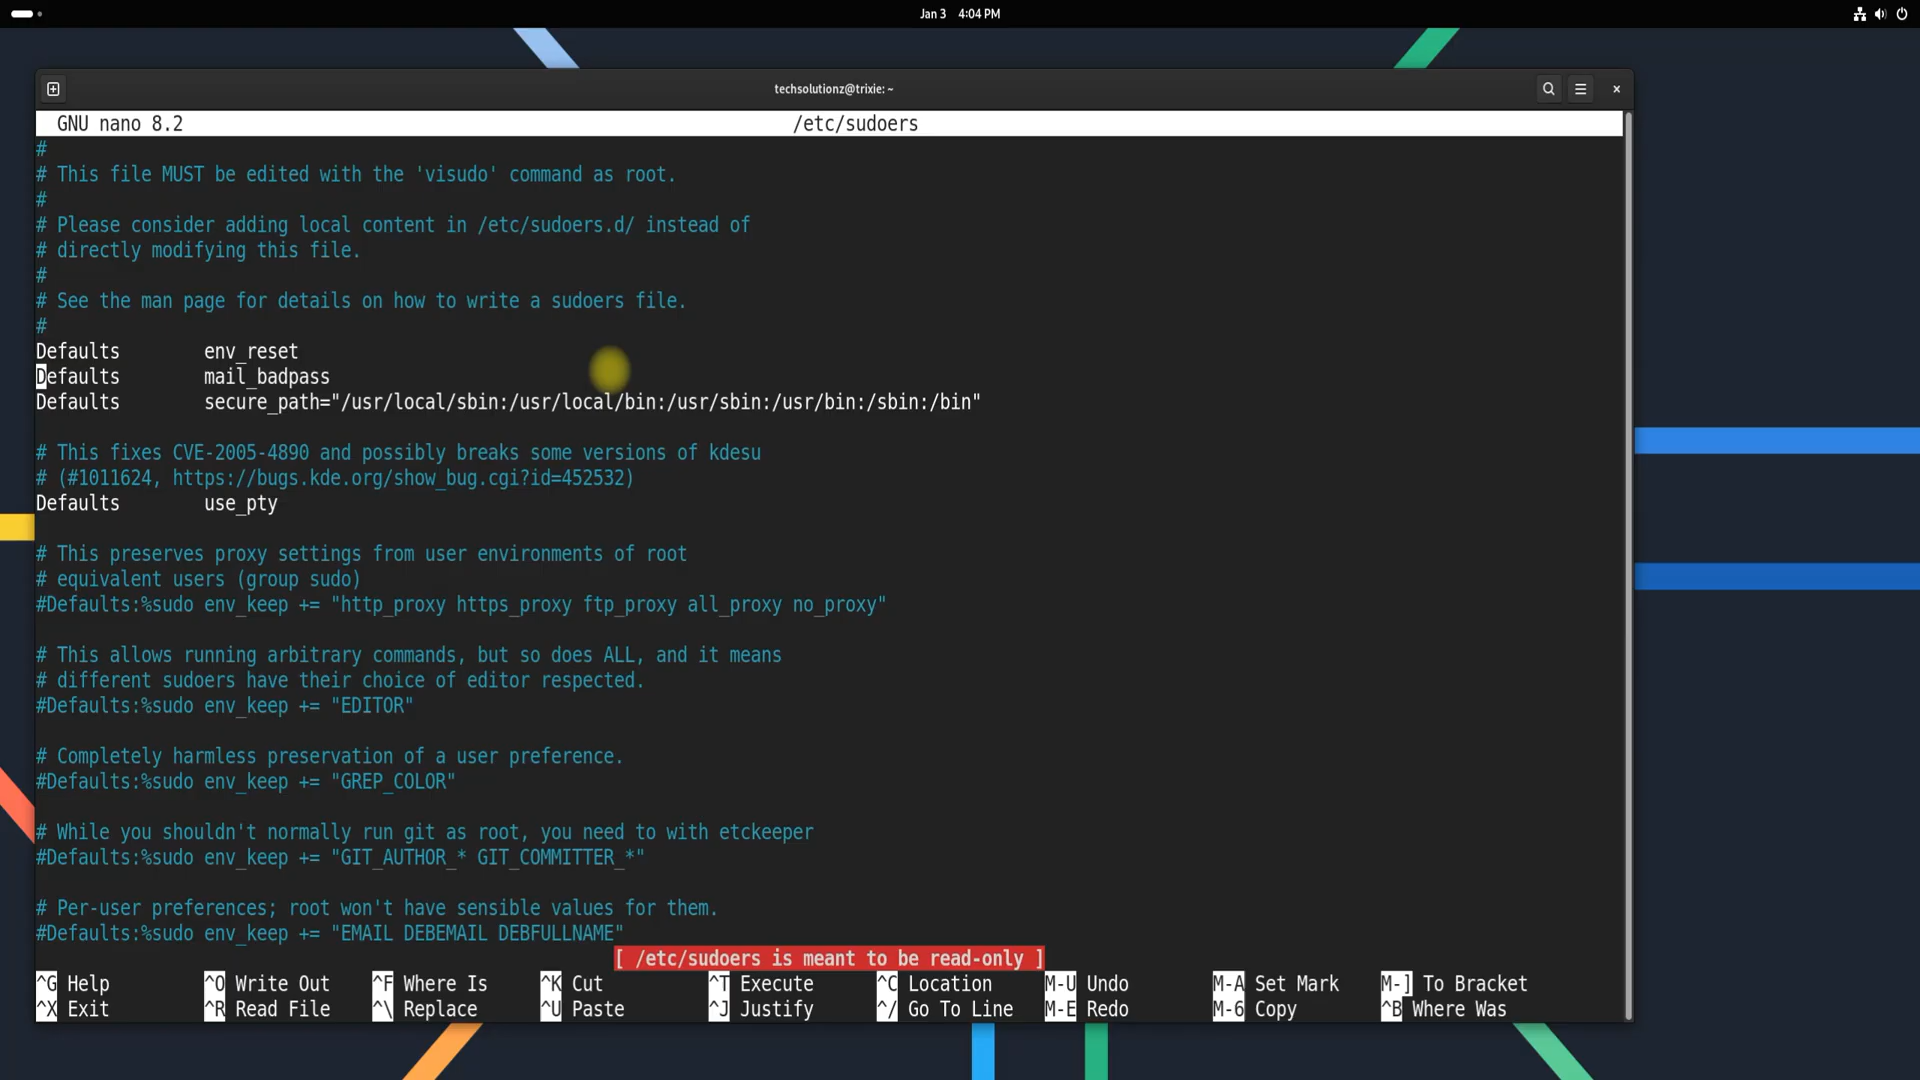 Jan 3 4:04 PM
techsolutionz@trixie: ~
GNU nano 8.2 /etc/sudoers
#
# This file MUST be edited with the 'visudo' command as root.
#
# Please consider adding local content in /etc/sudoers.d/ instead of
# directly modifying this file.
#
# See the man page for details on how to write a sudoers file.
#
Defaults env_reset
Defaults mail_badpass
Defaults secure_path="/usr/local/sbin:/usr/local/bin:/usr/sbin:/usr/bin:/sbin:/bin"
# This fixes CVE-2005-4890 and possibly breaks some versions of kdesu
# (#1011624, https://bugs.kde.org/show_bug.cgi?id=452532)
Defaults use_pty
# This preserves proxy settings from user environments of root
# equivalent users (group sudo)
#Defaults:%sudo env_keep += "http_proxy https_proxy ftp_proxy all_proxy no_proxy"
# This allows running arbitrary commands, but so does ALL, and it means
# different sudoers have their choice of editor respected.
#Defaults:%sudo env_keep += "EDITOR"
# Completely harmless preservation of a user preference.
#Defaults:%sudo env_keep += "GREP_COLOR"
# While you shouldn't normally run git as root, you need to with etckeeper
#Defaults:%sudo env_keep += "GIT_AUTHOR_* GIT_COMMITTER_*"
# Per-user preferences; root won't have sensible values for them.
#Defaults:%sudo env_keep += "EMAIL DEBEMAIL DEBFULLNAME"
[ /etc/sudoers is meant to be read-only ]
^G Help ^O Write Out ^F Where Is ^K Cut ^T Execute ^C Location M-U Undo M-A Set Mark M-] To Bracket
^X Exit ^R Read File ^\ Replace ^U Paste ^J Justify ^/ Go To Line M-E Redo M-6 Copy ^B Where Was